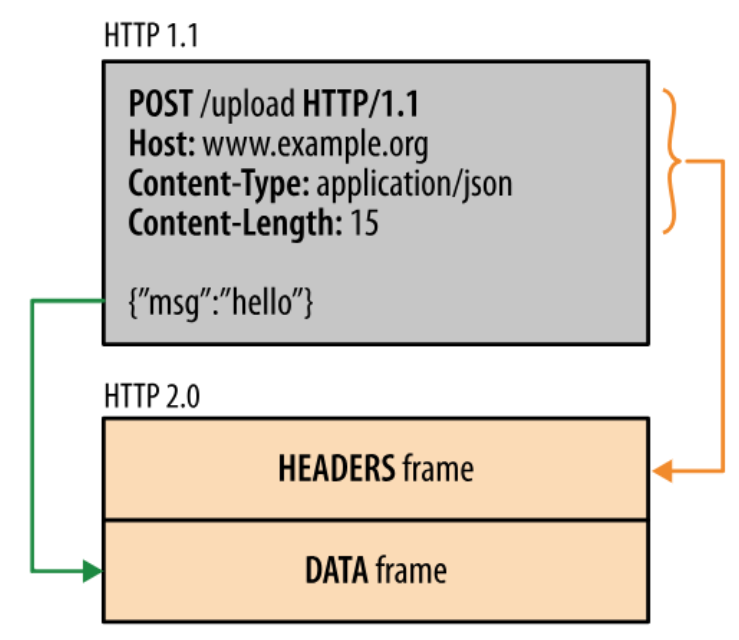 HTTP 1.1
POST /upload HTTP/1.1
Host: www.example.org
Content-Type: application/json
Content-Length: 15
{”msg”:”hello”}
HTTP 2.0
HEADERS frame
DATA frame